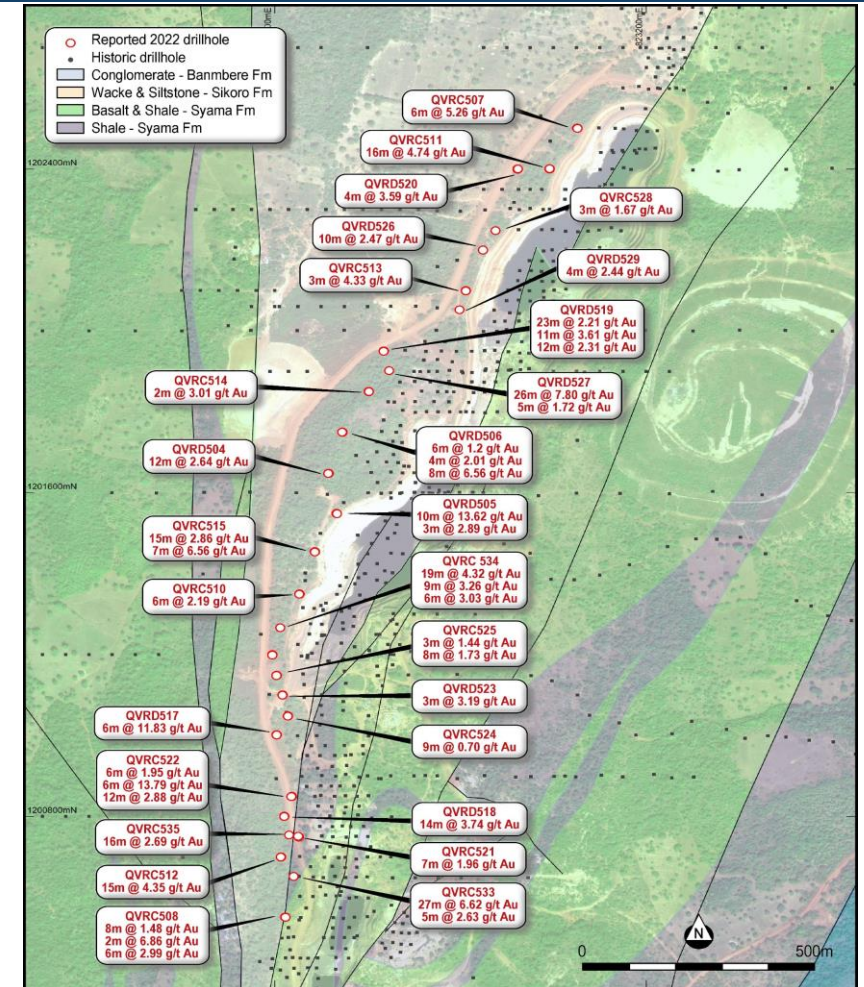 Reported 2022 drillhole
Historic drillhole
Conglomerate - Banmbere Fm
Wacke & Siltstone - Sikoro Fm
Basalt & Shale - Syama Fm
Shale - Syama Fm
QVRC507
6m @ 5.26 g/t Au
QVRC511
16m @ 4.74 g/t Au
1202400mN
QVRD520
4m @ 3.59 g/t Au
QVRC528
3m @ 1.67 g/t Au
QVRD526
10m @ 2.47 g/t Au
QVRC513
3m @ 4.33 g/t Au
QVRD529
4m @ 2.44 g/t Au
QVRD519
23m @ 2.21 g/t Au
11m @ 3.61 g/t Au
12m @ 2.31 g/t Au
QVRC514
2m @ 3.01 g/t Au
QVRD527
26m @ 7.80 g/t Au
5m @ 1.72 g/t Au
QVRD504
12m @ 2.64 g/t Au
QVRD506
6m @ 1.2 g/t Au
4m @ 2.01 g/t Au
8m @ 6.56 g/t Au
1201600mN
QVRD505
10m @ 13.62 g/t Au
3m @ 2.89 g/t Au
QVRC515
15m @ 2.86 g/t Au
7m @ 6.56 g/t Au
QVRC 534
19m @ 4.32 g/t Au
9m @ 3.26 g/t Au
6m @ 3.03 g/t Au
QVRC510
6m @ 2.19 g/t Au
QVRC525
3m @ 1.44 g/t Au
8m @ 1.73 g/t Au
QVRD523
3m @ 3.19 g/t Au
QVRD517
6m @ 11.83 g/t Au
QVRC524
9m @ 0.70 g/t Au
QVRC522
6m @ 1.95 g/t Au
6m @ 13.79 g/t Au
12m @ 2.88 g/t Au
1200800mN
QVRD518
14m @ 3.74 g/t Au
QVRC535
16m @ 2.69 g/t Au
QVRC521
7m @ 1.96 g/t Au
QVRC512
15m @ 4.35 g/t Au
QVRC533
27m @ 6.62 g/t Au
5m @ 2.63 g/t Au
QVRC508
8m @ 1.48 g/t Au
2m @ 6.86 g/t Au
6m @ 2.99 g/t Au
N
0
500m